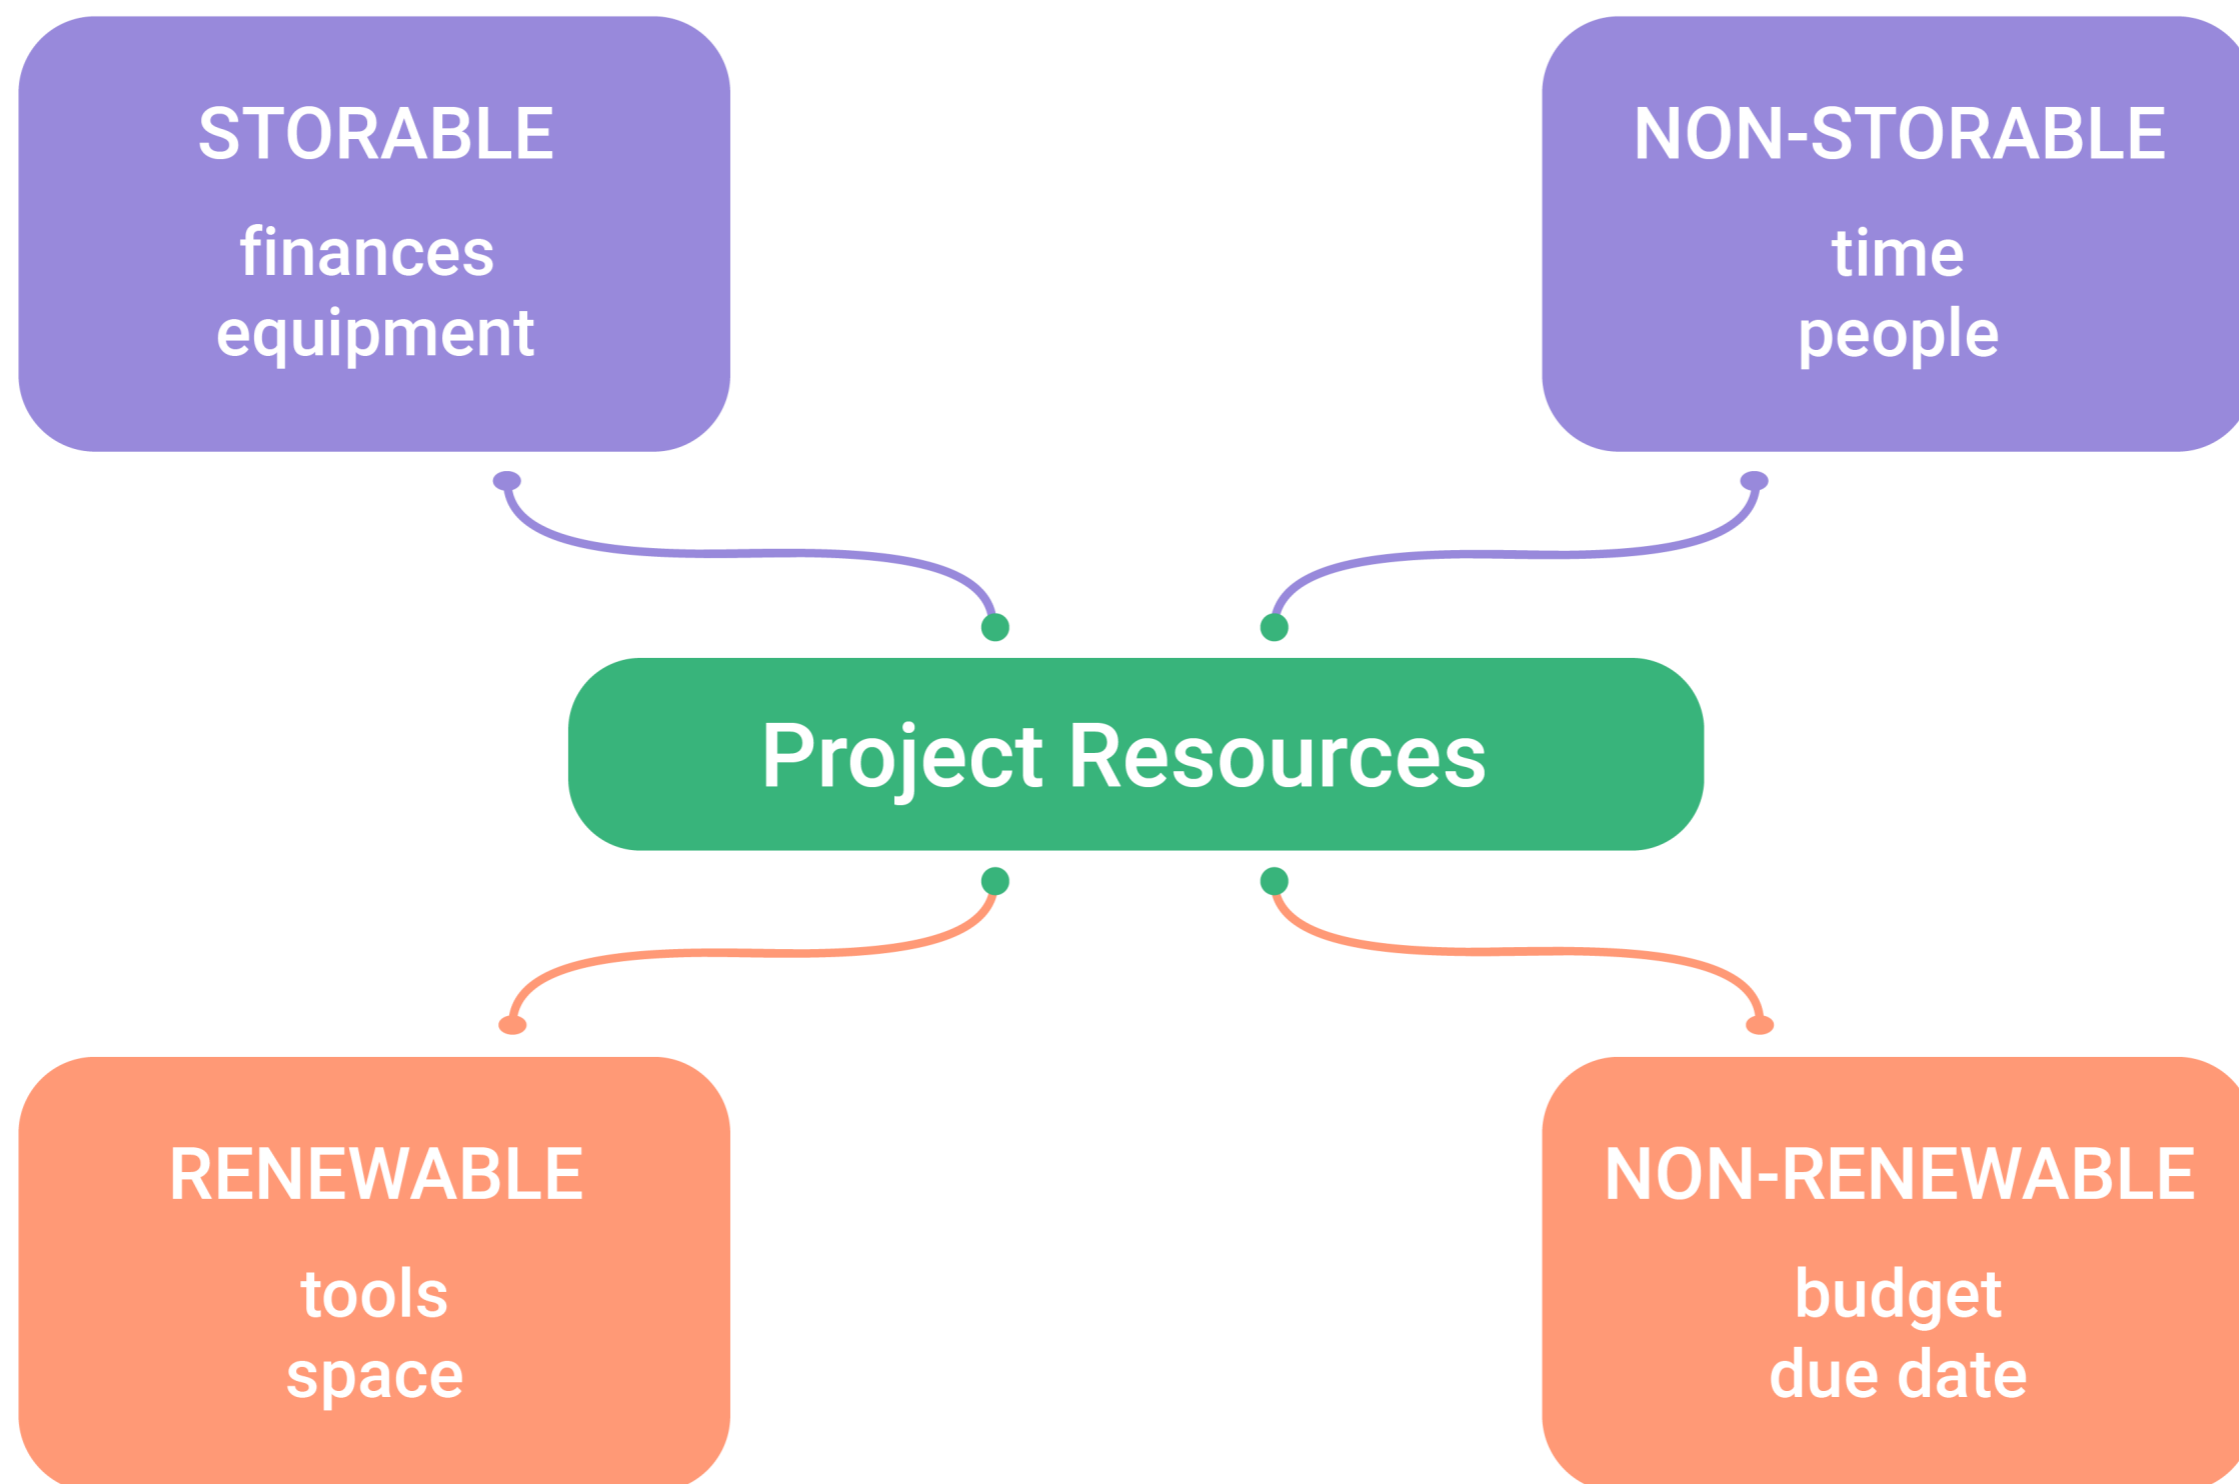 STORABLE
finances
equipment
NON-STORABLE
time
people
Project Resources
RENEWABLE
tools
space
NON-RENEWABLE
budget
due date